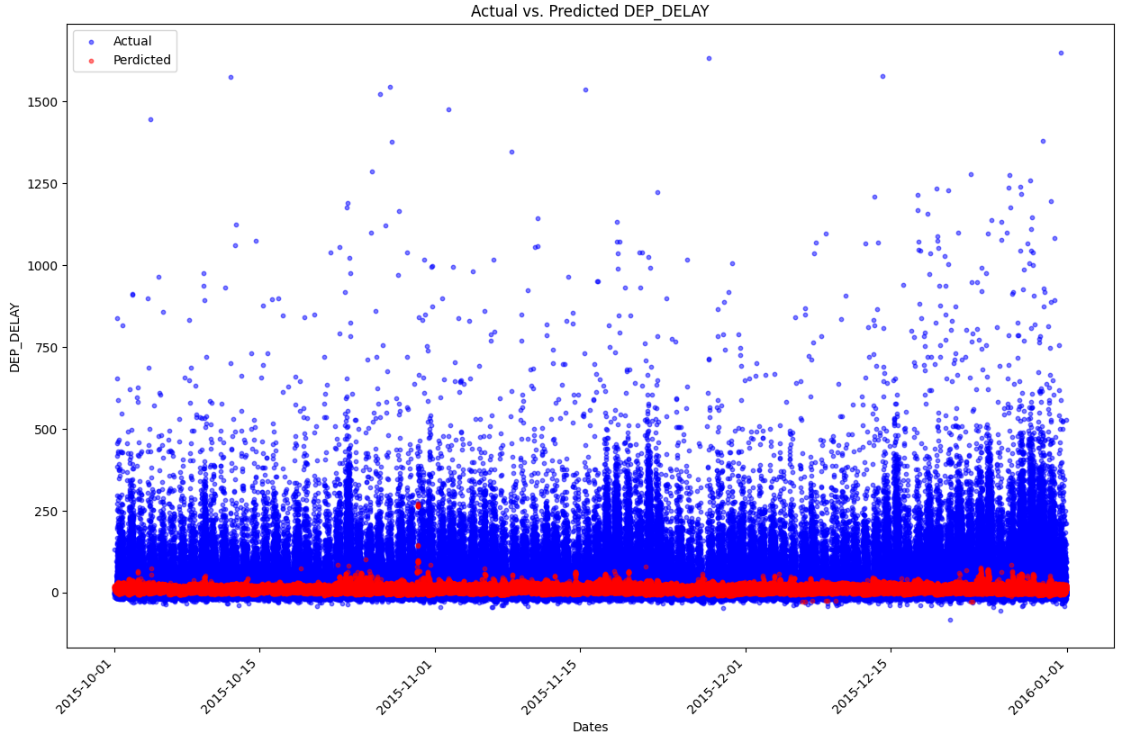 Actual vs. Predicted DEP_DELAY
Actual
Perdicted
1500
1250
1000
750
500
250
0
DEP_DELAY
2015-10-01
2015-10-15
2015-11-01
2015-11-15
2015-12-01
2015-12-15
2016-01-01
Dates